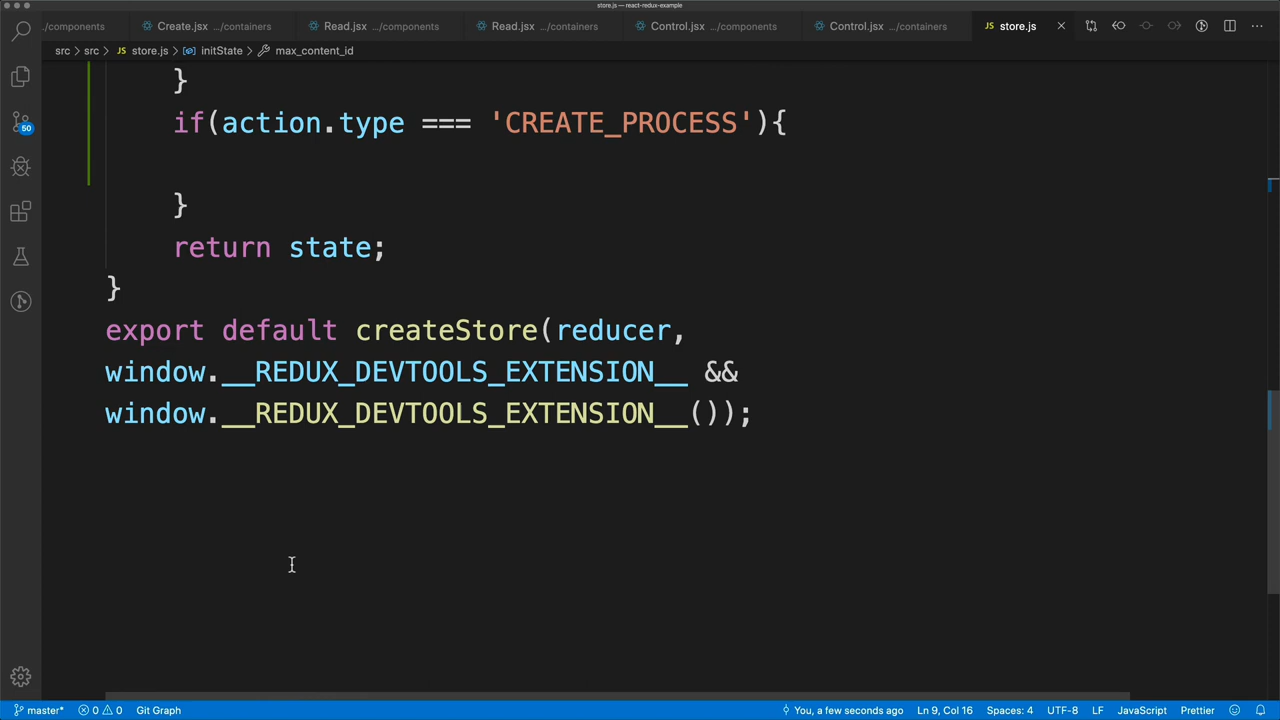 store.js — react-redux-example
../components
Create.jsx .../containers
Read.jsx .../components
Read.jsx .../containers
Control.jsx .../components
Control.jsx .../containers
JS store.js
src > src > JS store.js > initState > max_content_id
}
if(action.type === 'CREATE_PROCESS'){
}
return state;
}
export default createStore(reducer,
window.__REDUX_DEVTOOLS_EXTENSION__ &&
window.__REDUX_DEVTOOLS_EXTENSION__());
50
master* 0 0 Git Graph You, a few seconds ago Ln 9, Col 16 Spaces: 4 UTF-8 LF JavaScript Prettier